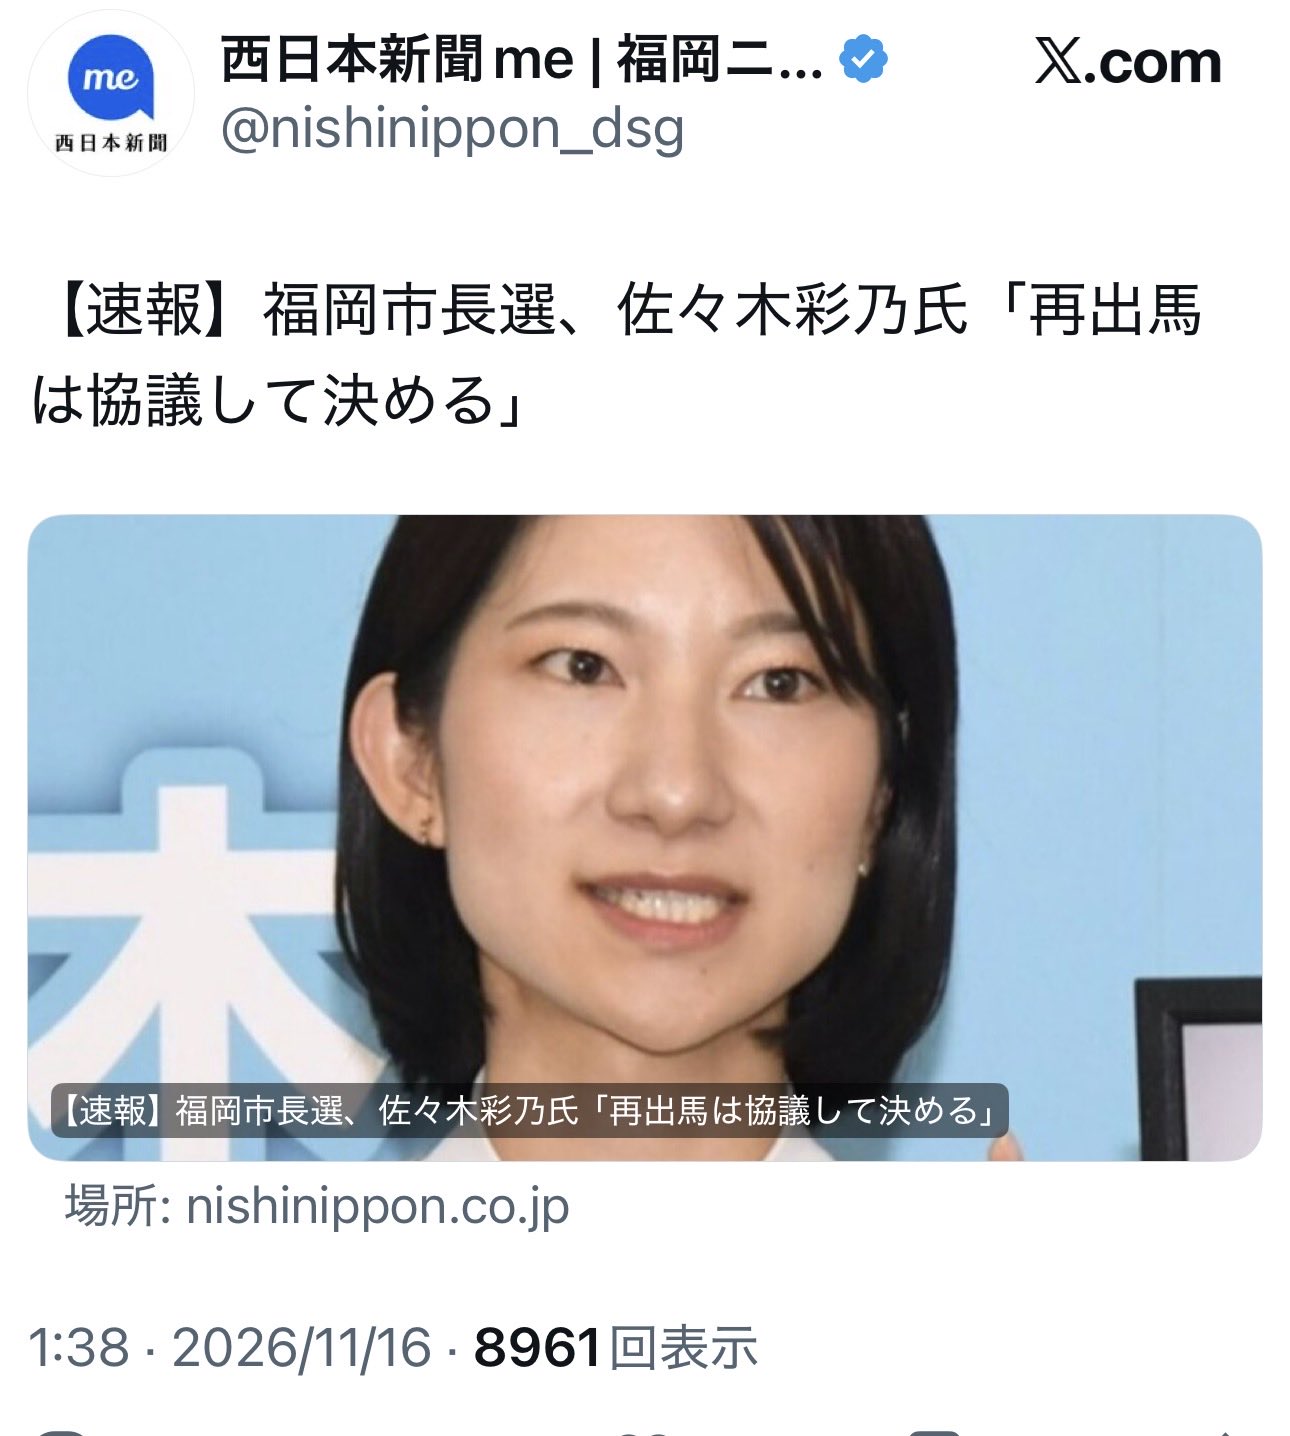 me
西日本新聞
西日本新聞me | 福岡ニ...
X.com
@nishinippon_dsg
【速報】福岡市長選、佐々木彩乃氏「再出馬
は協議して決める」
木
【速報】福岡市長選、佐々木彩乃氏「再出馬は協議して決める」
場所: nishinippon.co.jp
1:38 · 2026/11/16 · 8961回表示